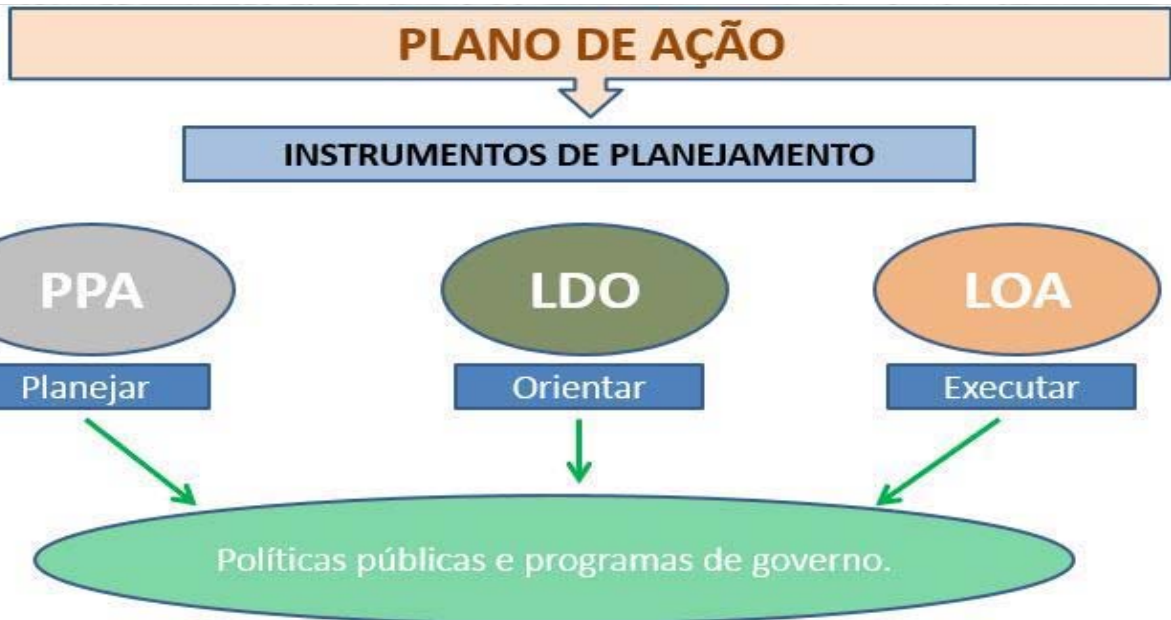 PLANO DE AÇÃO
INSTRUMENTOS DE PLANEJAMENTO
PPA
LDO
LOA
Planejar
Orientar
Executar
Políticas públicas e programas de governo.